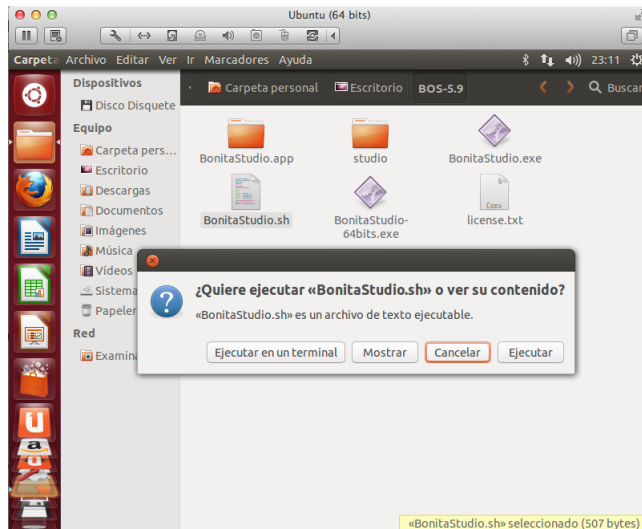 Ubuntu (64 bits)
Carpeta Archivo Editar Ver Ir Marcadores Ayuda
23:11
Dispositivos
Disco Disquete
Equipo
Carpeta pers...
Escritorio
Descargas
Documentos
Imágenes
Música
Vídeos
Sistema
Papeler
Red
Examina
Carpeta personal
Escritorio
BOS-5.9
Buscar
BonitaStudio.app
studio
BonitaStudio.exe
BonitaStudio.sh
BonitaStudio-
64bits.exe
Copy
license.txt
¿Quiere ejecutar «BonitaStudio.sh» o ver su contenido?
«BonitaStudio.sh» es un archivo de texto ejecutable.
Ejecutar en un terminal
Mostrar
Cancelar
Ejecutar
«BonitaStudio.sh» seleccionado (507 bytes)